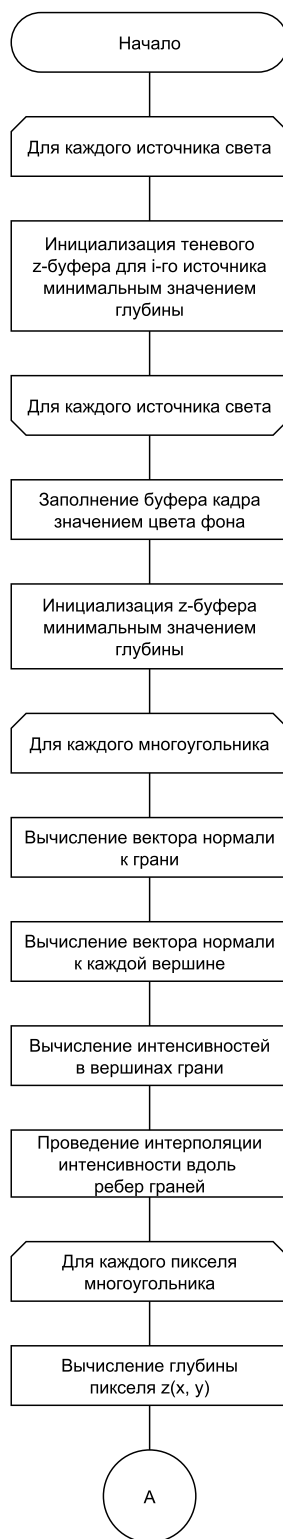 Начало
Для каждого источника света
Инициализация теневого
z-буфера для i-го источника
минимальным значением
глубины
Для каждого источника света
Заполнение буфера кадра
значением цвета фона
Инициализация z-буфера
минимальным значением
глубины
Для каждого многоугольника
Вычисление вектора нормали
к грани
Вычисление вектора нормали
к каждой вершине
Вычисление интенсивностей
в вершинах грани
Проведение интерполяции
интенсивности вдоль
ребер граней
Для каждого пикселя
многоугольника
Вычисление глубины
пикселя z(x, y)
А